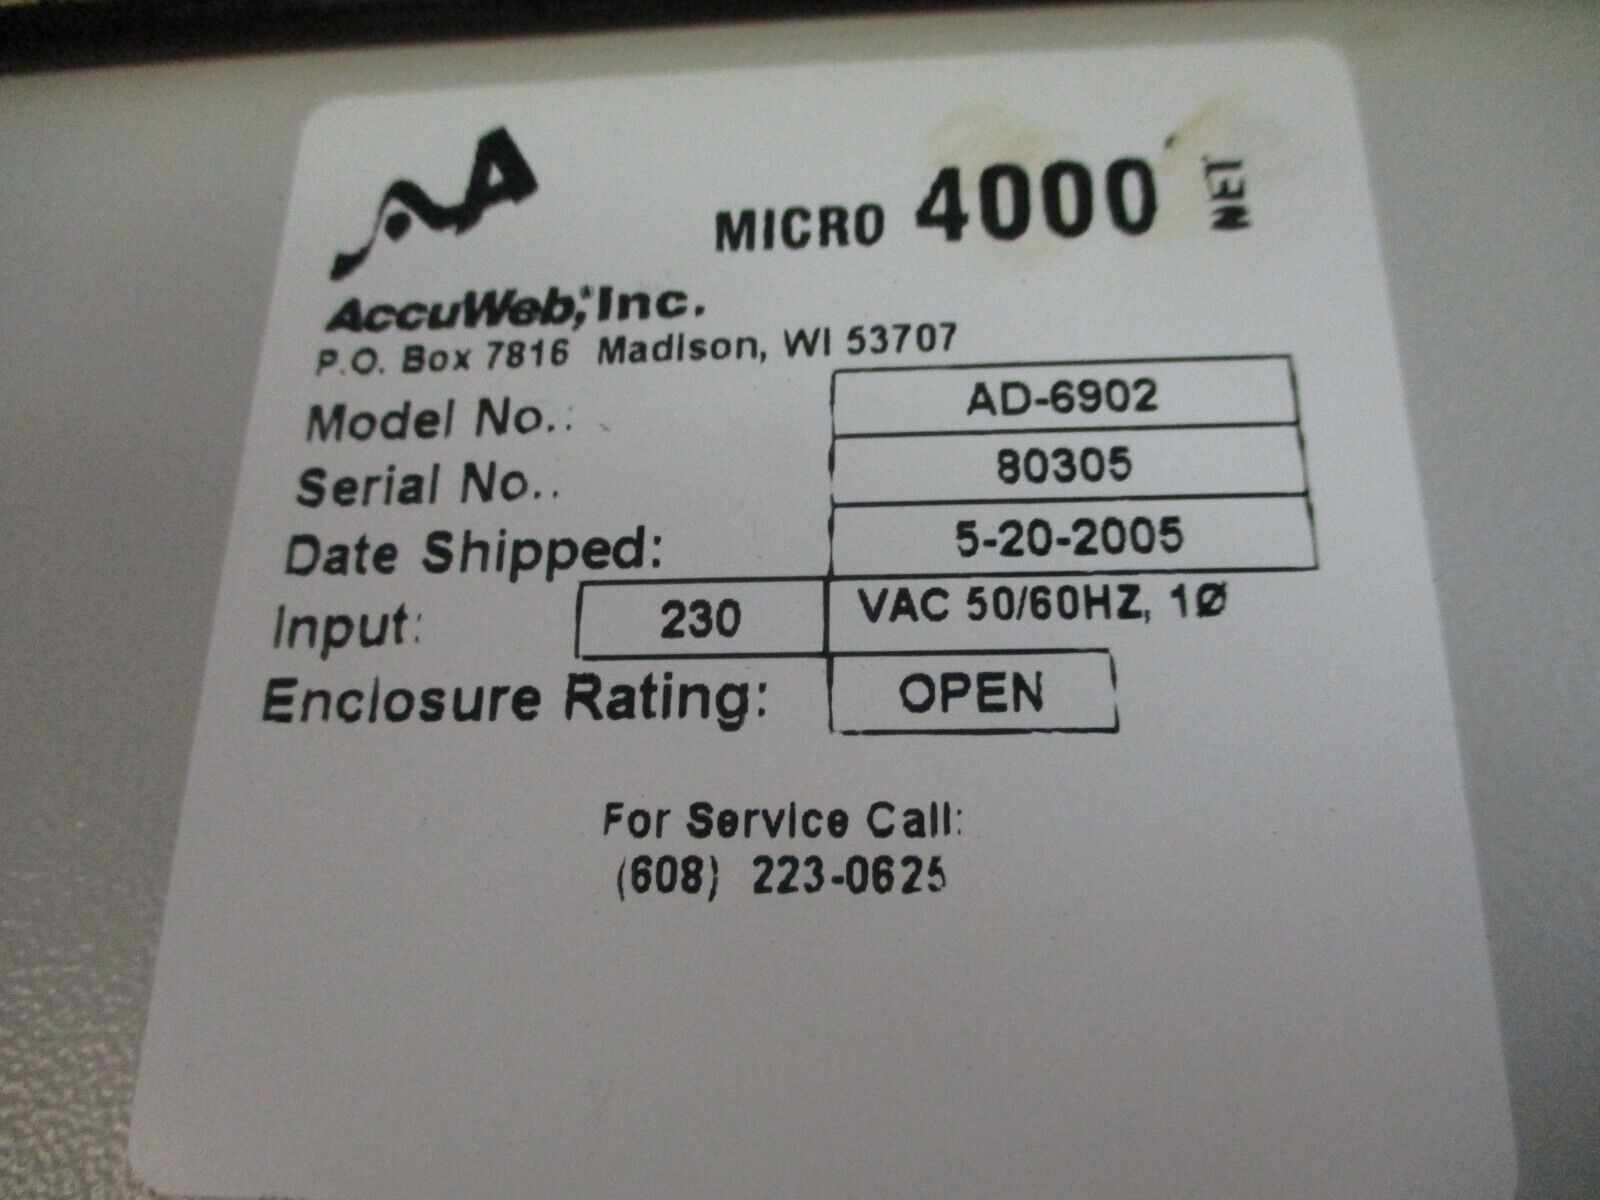 MICRO 4000 NET
AccuWeb,® Inc.
P.O. Box 7816 Madison, WI 53707
Model No.: AD-6902
Serial No.. 80305
Date Shipped: 5-20-2005
Input: 230 VAC 50/60HZ, 1Ø
Enclosure Rating: OPEN
For Service Call:
(608) 223-0625